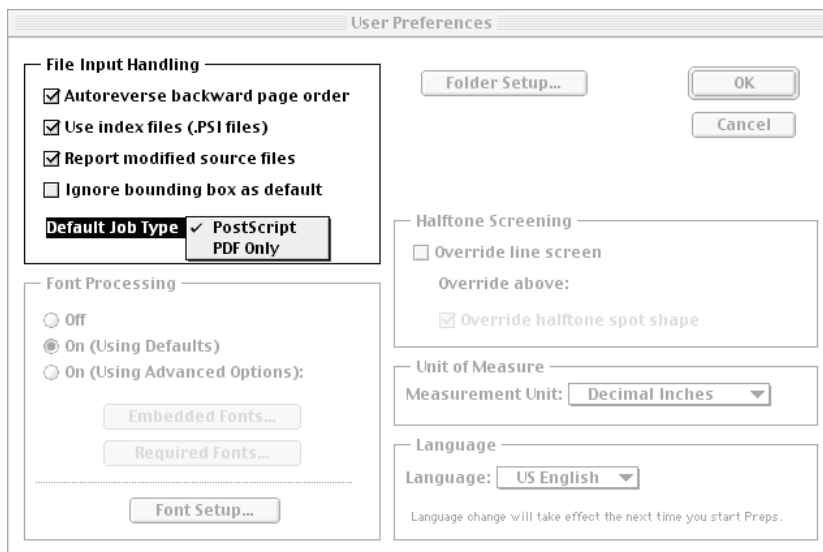 User Preferences
File Input Handling
Autoreverse backward page order
Use index files (.PSI files)
Report modified source files
Ignore bounding box as default
Default Job Type ✓ PostScript
PDF Only
Font Processing
Off
On (Using Defaults)
On (Using Advanced Options):
Embedded Fonts...
Required Fonts...
Font Setup...
Folder Setup...
OK
Cancel
Halftone Screening
Override line screen
Override above:
Override halftone spot shape
Unit of Measure
Measurement Unit: Decimal Inches
Language
Language: US English
Language change will take effect the next time you start Preps.